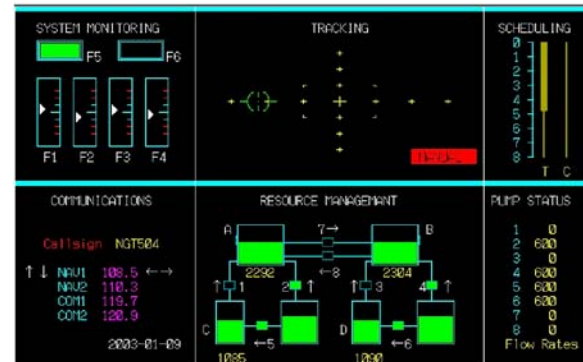 SYSTEM MONITORING
F5
F6
F1
F2
F3
F4
TRACKING
MANUAL
SCHEDULING
0
1
2
3
4
5
6
7
8
T
C
COMMUNICATIONS
Callsign NGT504
↑ ↓ NAV1 108.5 ← →
NAV2 110.3
COM1 119.7
COM2 120.9
2003-01-09
RESOURCE MANAGEMANT
A
7→
B
←8
2292
2304
↑ 1
2 ↑
↑ 3
4 ↑
C
D
←5
←6
1085
1090
PUMP STATUS
1 0
2 600
3 0
4 600
5 600
6 600
7 0
8 0
Flow Rates